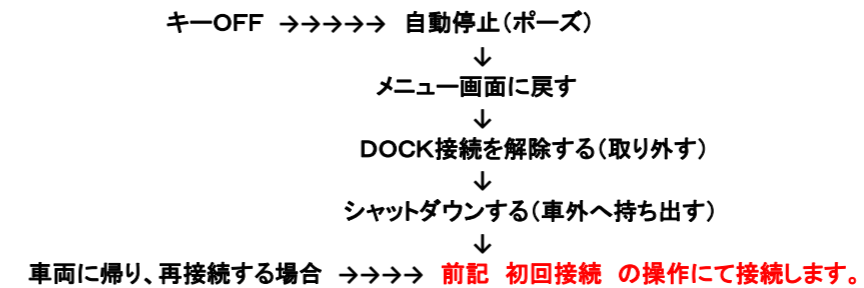 キーOFF →→→→→ 自動停止(ポーズ)
↓
メニュー画面に戻す
↓
DOCK接続を解除する(取り外す)
↓
シャットダウンする(車外へ持ち出す)
↓
車両に帰り、再接続する場合 →→→→ 前記 初回接続 の操作にて接続します。